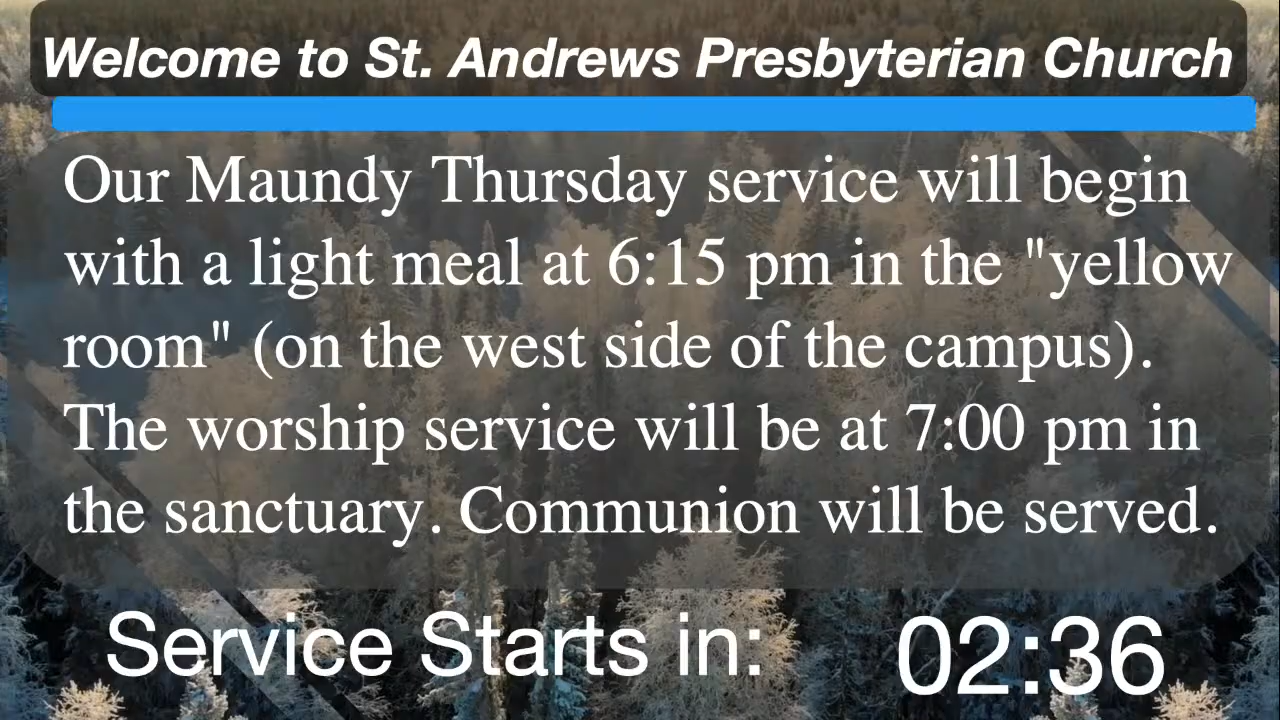 Welcome to St. Andrews Presbyterian Church
Our Maundy Thursday service will begin
with a light meal at 6:15 pm in the "yellow
room" (on the west side of the campus).
The worship service will be at 7:00 pm in
the sanctuary. Communion will be served.
Service Starts in: 02:36